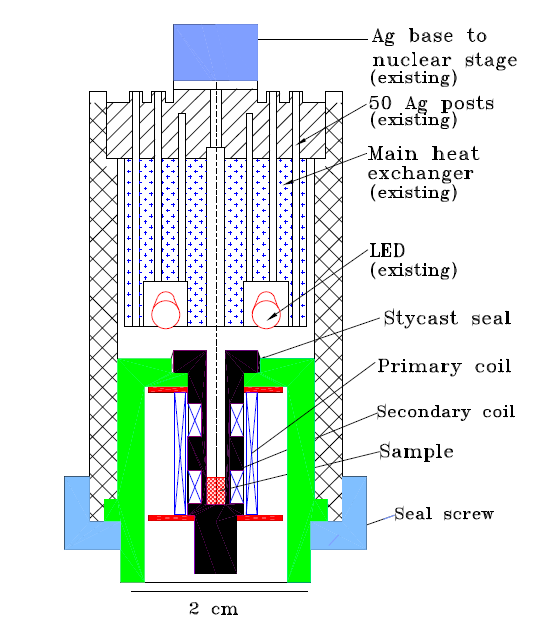 Ag base to
nuclear stage
(existing)
50 Ag posts
(existing)
Main heat
exchanger
(existing)
LED
(existing)
Stycast seal
Primary coil
Secondary coil
Sample
Seal screw
2 cm